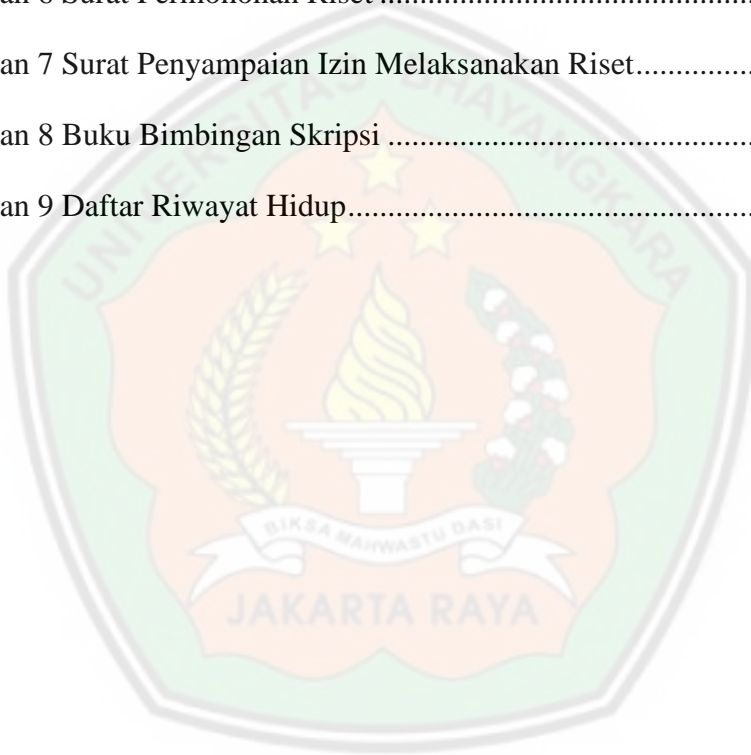 an 6 Surat Permohonan Riset ...............................................
an 7 Surat Penyampaian Izin Melaksanakan Riset...............
an 8 Buku Bimbingan Skripsi ..............................................
an 9 Daftar Riwayat Hidup...................................................
UNIVERSITAS BHAYANGKARA
BIKSA MAHWASTU DASI
JAKARTA RAYA